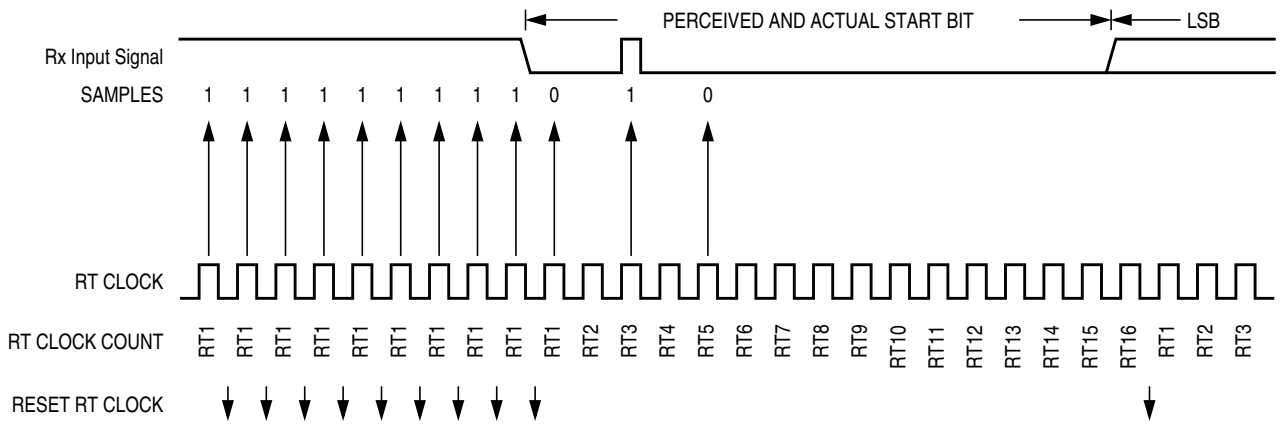 PERCEIVED AND ACTUAL START BIT LSB
Rx Input Signal
SAMPLES 1 1 1 1 1 1 1 1 1 0 1 0
RT CLOCK
RT CLOCK COUNT RT1 RT1 RT1 RT1 RT1 RT1 RT1 RT1 RT1 RT1 RT2 RT3 RT4 RT5 RT6 RT7 RT8 RT9 RT10 RT11 RT12 RT13 RT14 RT15 RT16 RT1 RT2 RT3
RESET RT CLOCK